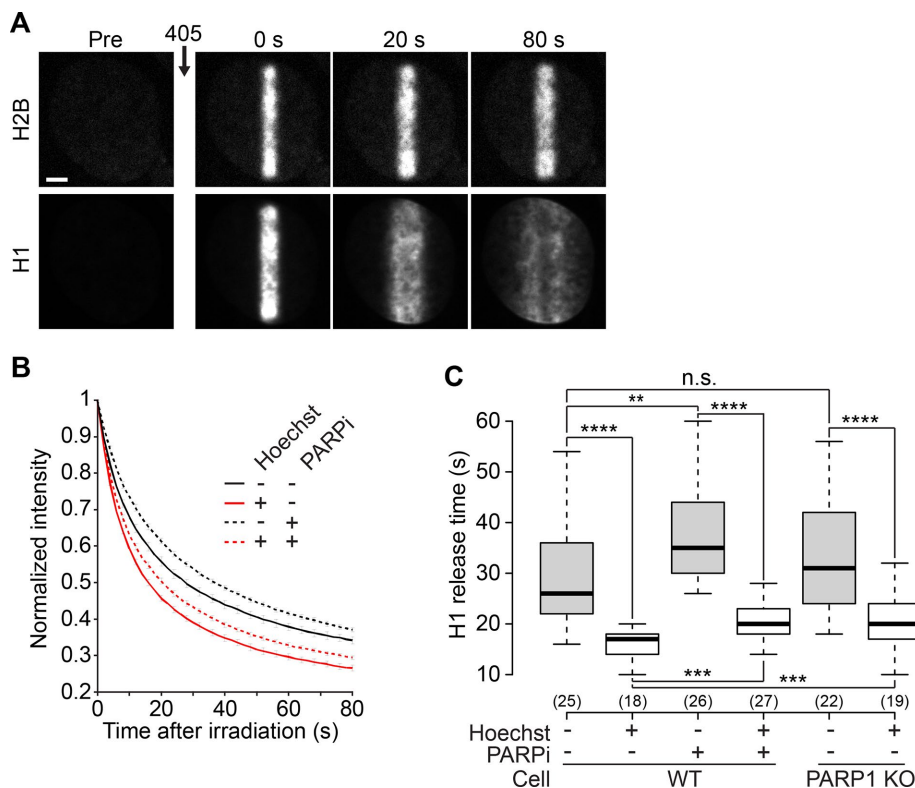 A
Pre 405 0 s 20 s 80 s
H2B
H1
B
Normalized intensity
1
0.9
0.8
0.7
0.6
0.5
0.4
0.3
0.2
0 20 40 60 80
Time after irradiation (s)
Hoechst PARPi
- -
+ -
- +
+ +
C
n.s.
** ****
**** ****
H1 release time (s)
60
50
40
30
20
10
*** ***
(25) (18) (26) (27) (22) (19)
Hoechst - + - + - +
PARPi - - + + - -
Cell WT PARP1 KO